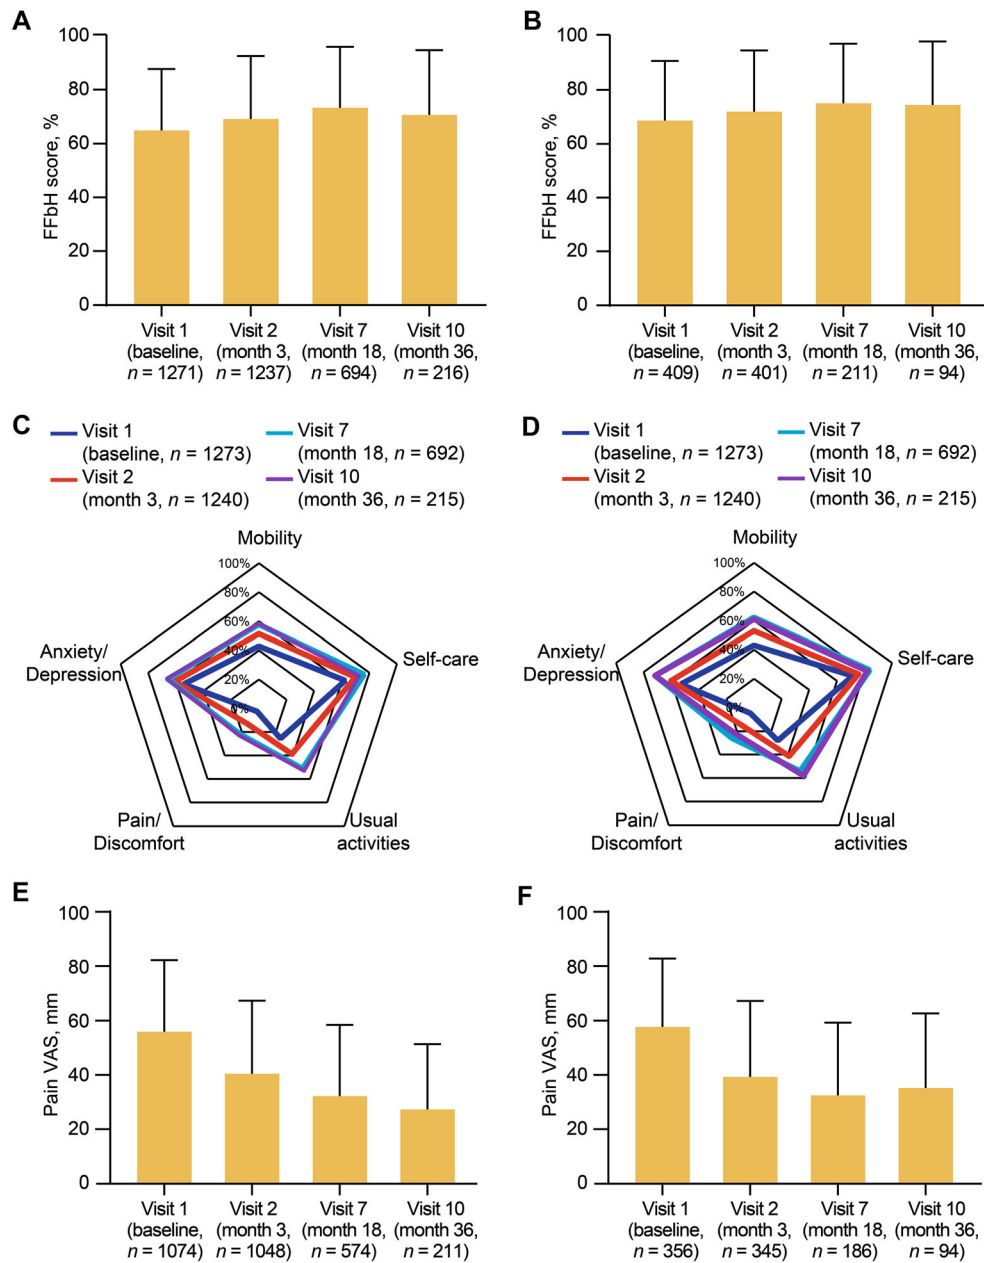 A
FFbH score, %
100
80
60
40
20
0
Visit 1
(baseline,
n = 1271)
Visit 2
(month 3,
n = 1237)
Visit 7
(month 18,
n = 694)
Visit 10
(month 36,
n = 216)
B
FFbH score, %
100
80
60
40
20
0
Visit 1
(baseline,
n = 409)
Visit 2
(month 3,
n = 401)
Visit 7
(month 18,
n = 211)
Visit 10
(month 36,
n = 94)
C
Visit 1
(baseline, n = 1273)
Visit 2
(month 3, n = 1240)
Visit 7
(month 18, n = 692)
Visit 10
(month 36, n = 215)
Mobility
100%
80%
60%
40%
20%
0%
Anxiety/
Depression
Self-care
Pain/
Discomfort
Usual
activities
D
Visit 1
(baseline, n = 1273)
Visit 2
(month 3, n = 1240)
Visit 7
(month 18, n = 692)
Visit 10
(month 36, n = 215)
Mobility
100%
80%
60%
40%
20%
0%
Anxiety/
Depression
Self-care
Pain/
Discomfort
Usual
activities
E
Pain VAS, mm
100
80
60
40
20
0
Visit 1
(baseline,
n = 1074)
Visit 2
(month 3,
n = 1048)
Visit 7
(month 18,
n = 574)
Visit 10
(month 36,
n = 211)
F
Pain VAS, mm
100
80
60
40
20
0
Visit 1
(baseline,
n = 356)
Visit 2
(month 3,
n = 345)
Visit 7
(month 18,
n = 186)
Visit 10
(month 36,
n = 94)